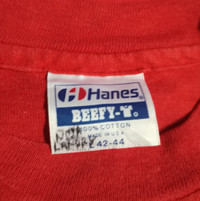 Hanes
BEEFY-T®
100% COTTON
MADE IN U.S.A.
42-44